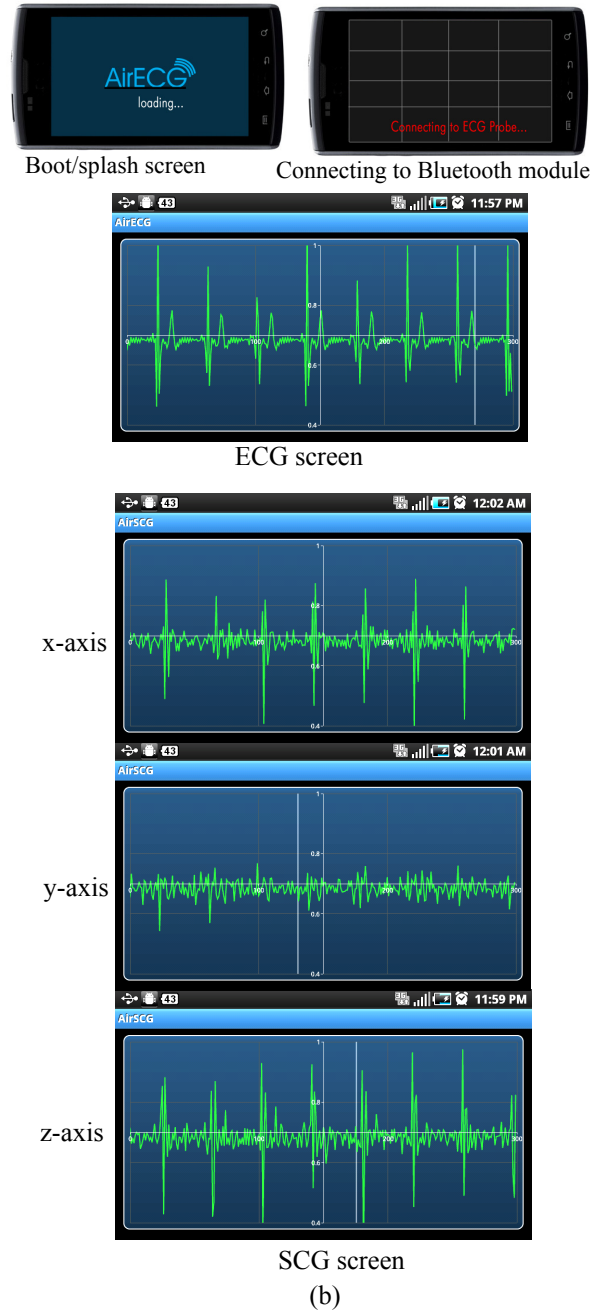 AirECG
loading...
Connecting to ECG Probe...
Boot/splash screen
Connecting to Bluetooth module
43
3G
11:57 PM
AirECG
1
0.8
0
100
200
300
0.6
0.4
ECG screen
43
3G
12:02 AM
AirSCG
1
0.8
x-axis
0
100
200
300
0.6
0.4
43
3G
12:01 AM
AirSCG
1
0.8
y-axis
0
100
200
300
0.6
0.4
43
3G
11:59 PM
AirSCG
1
0.8
z-axis
0
100
200
300
0.6
0.4
SCG screen
(b)